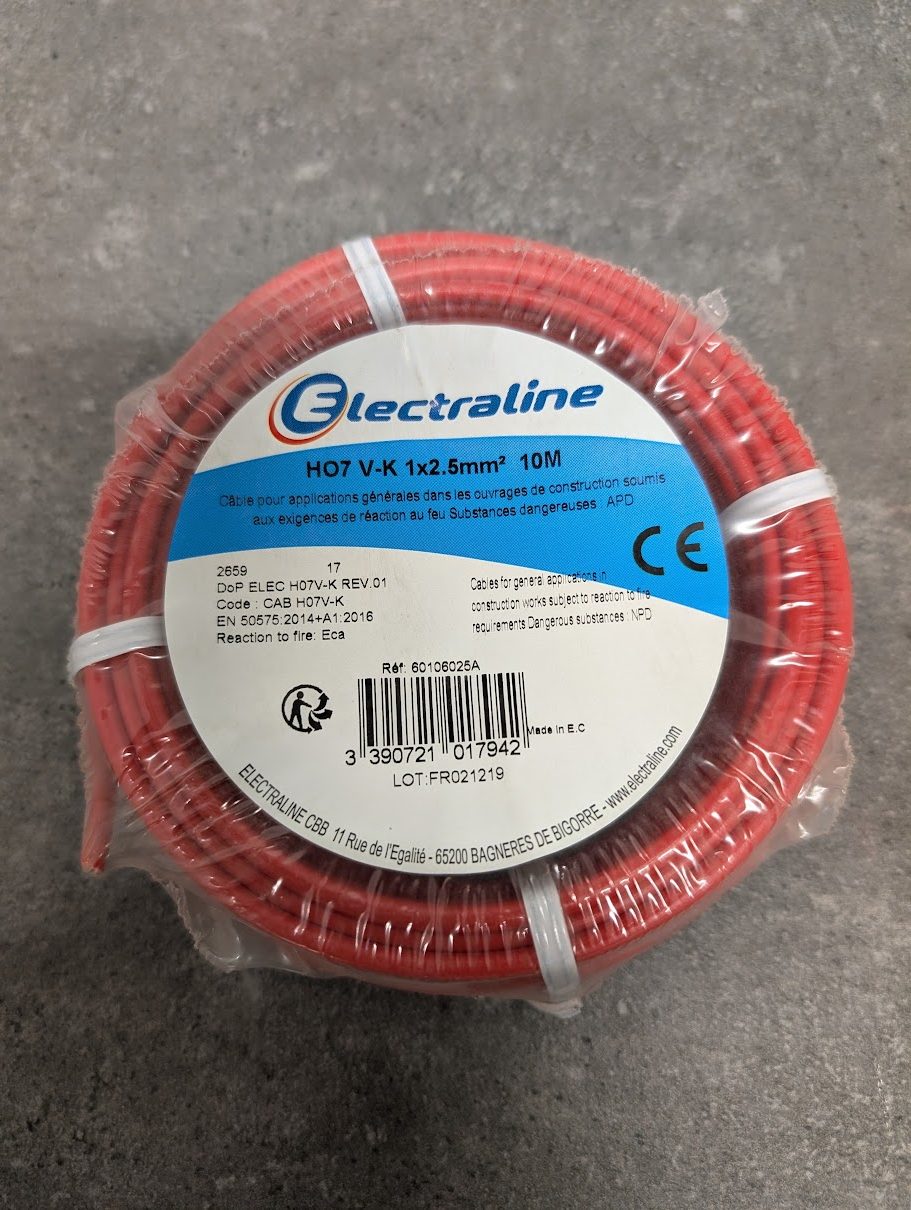 Electraline
HO7 V-K 1x2.5mm² 10M
Câble pour applications générales dans les ouvrages de construction soumis
aux exigences de réaction au feu Substances dangereuses : APD
CE
2659 17
DoP ELEC H07V-K REV.01
Code : CAB H07V-K
EN 50575:2014+A1:2016
Reaction to fire: Eca
Cables for general applications in
construction works subject to reaction to fire
requirements Dangerous substances : NPD
Réf: 60106025A
3 390721 017942
Made in E.C
LOT:FR021219
ELECTRALINE CBB 11 Rue de l'Egalité - 65200 BAGNERES DE BIGORRE - www.electraline.com